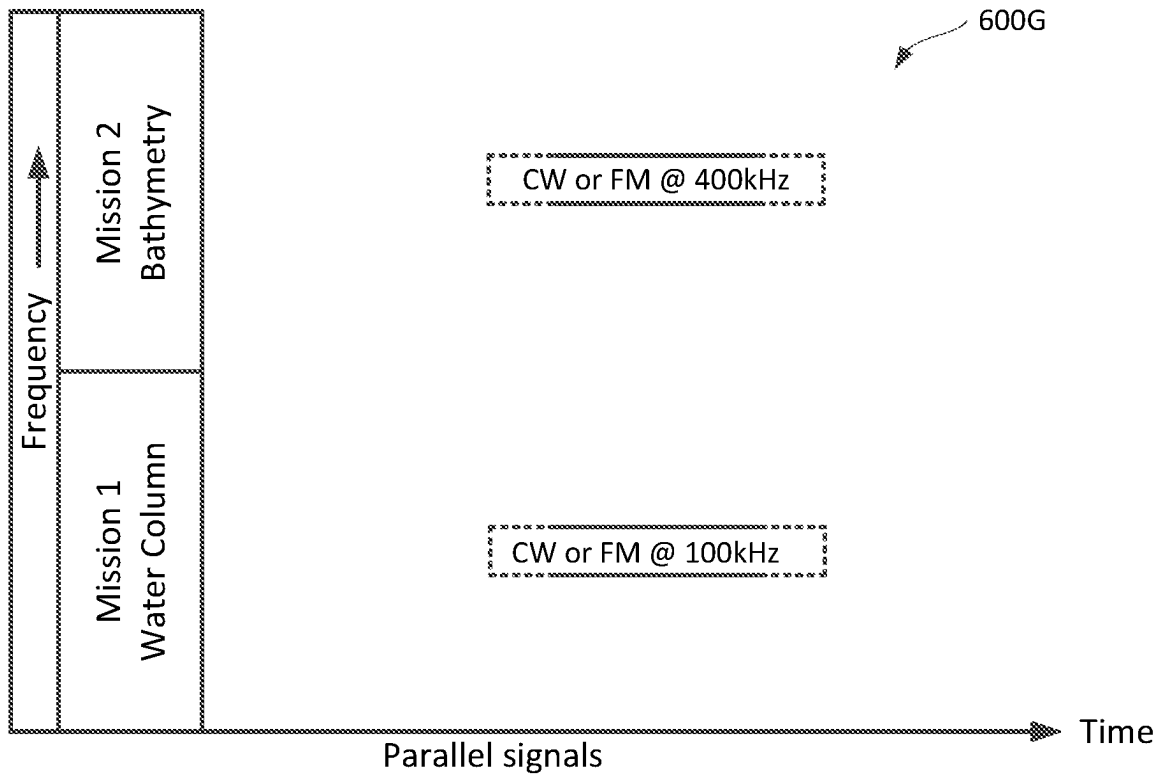 600G
Frequency
Mission 2
Bathymetry
CW or FM @ 400kHz
Mission 1
Water Column
CW or FM @ 100kHz
Time
Parallel signals